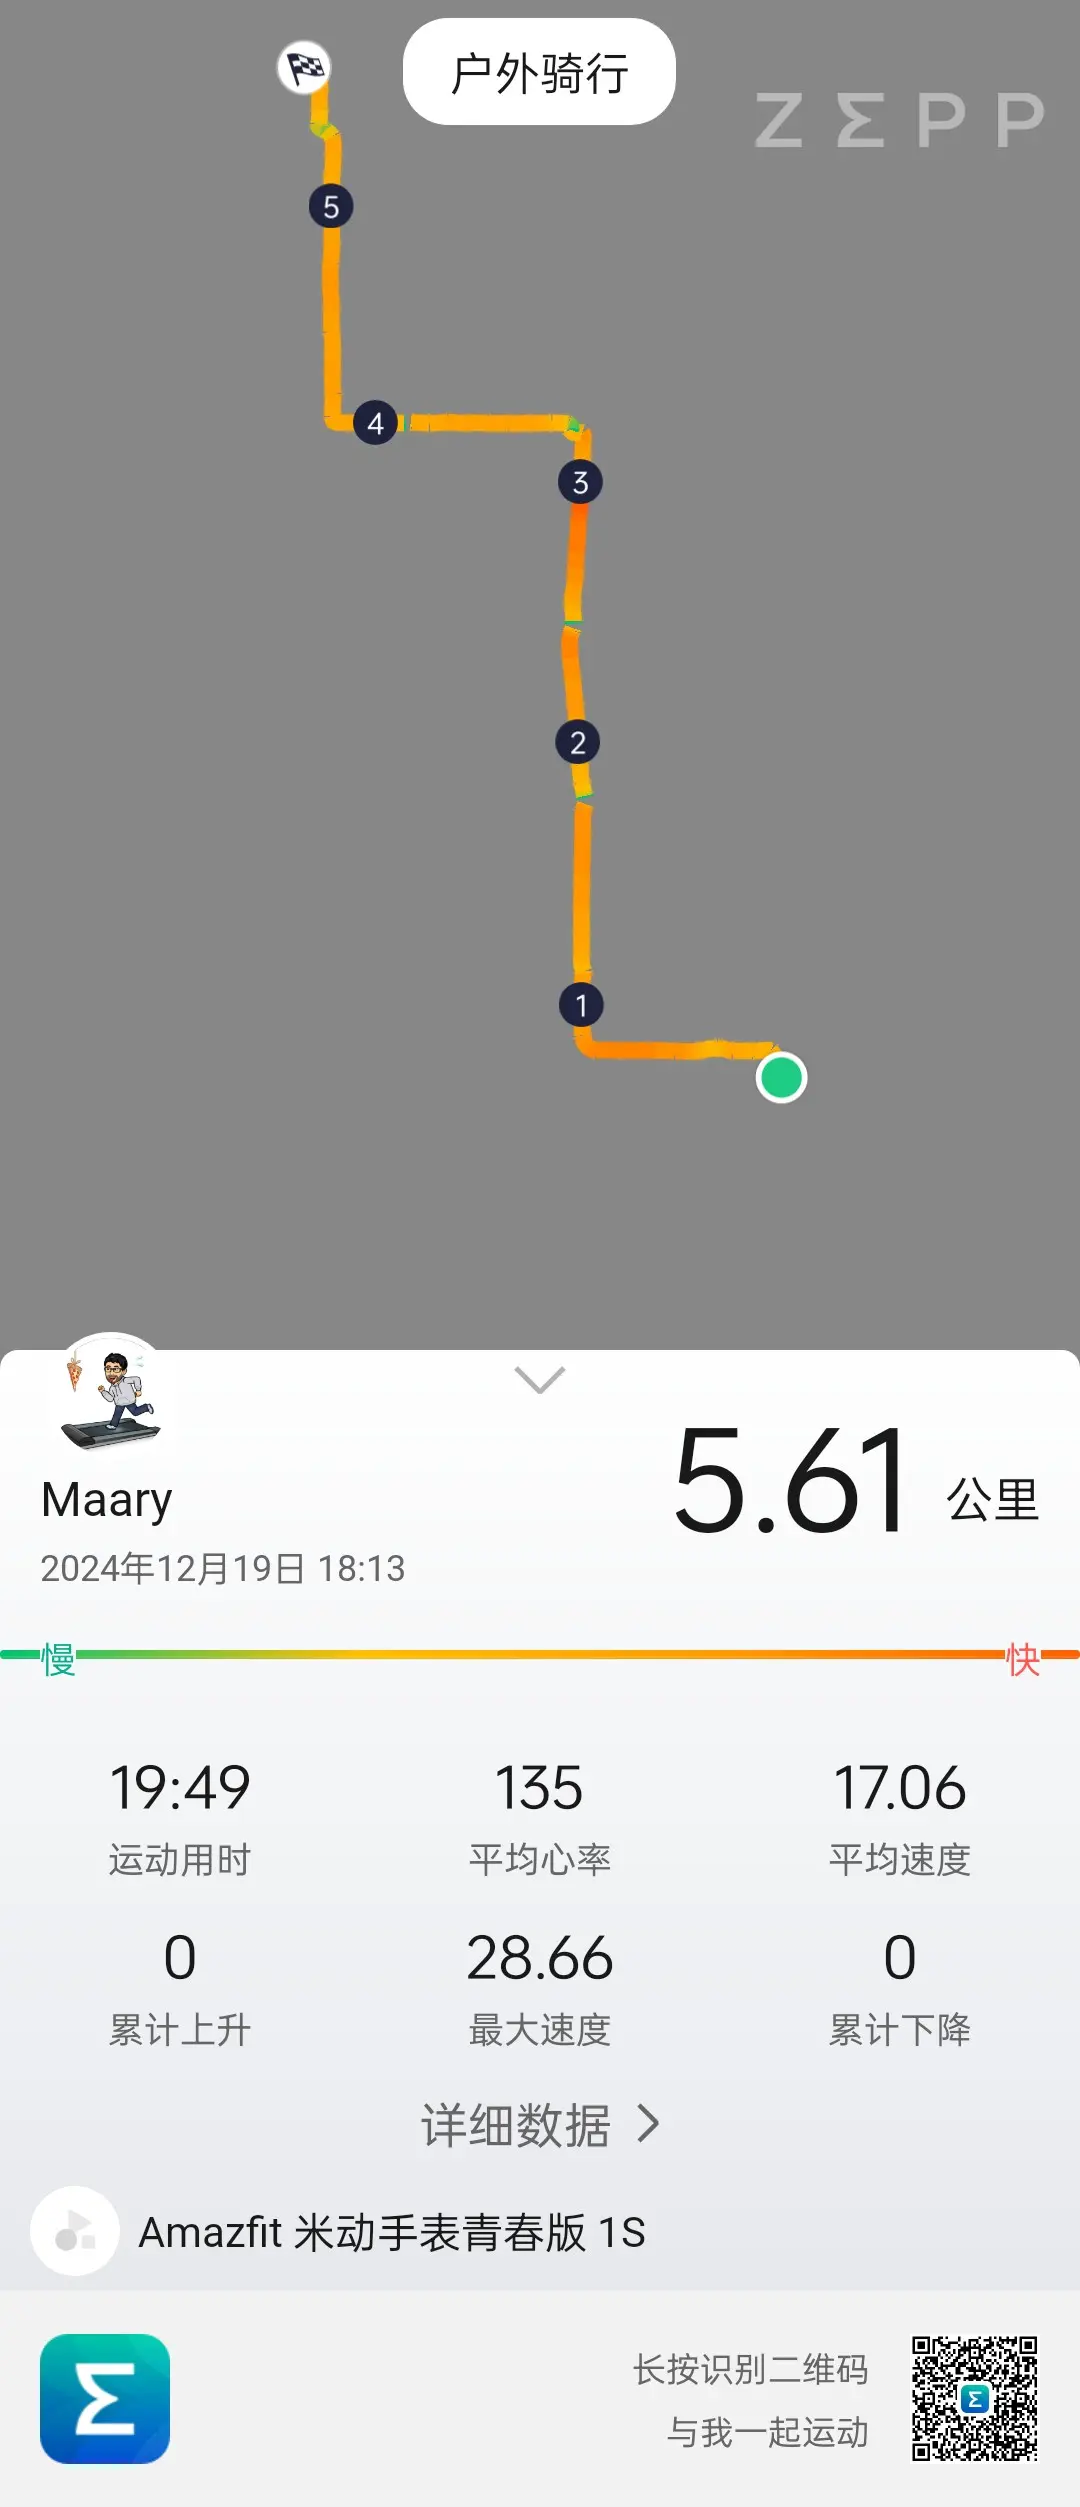 户外骑行
ZΣPP
5
4
3
2
1
Maary
5.61 公里
2024年12月19日 18:13
慢
快
19:49
135
17.06
运动用时
平均心率
平均速度
0
28.66
0
累计上升
最大速度
累计下降
详细数据
Amazfit 米动手表青春版 1S
长按识别二维码
与我一起运动